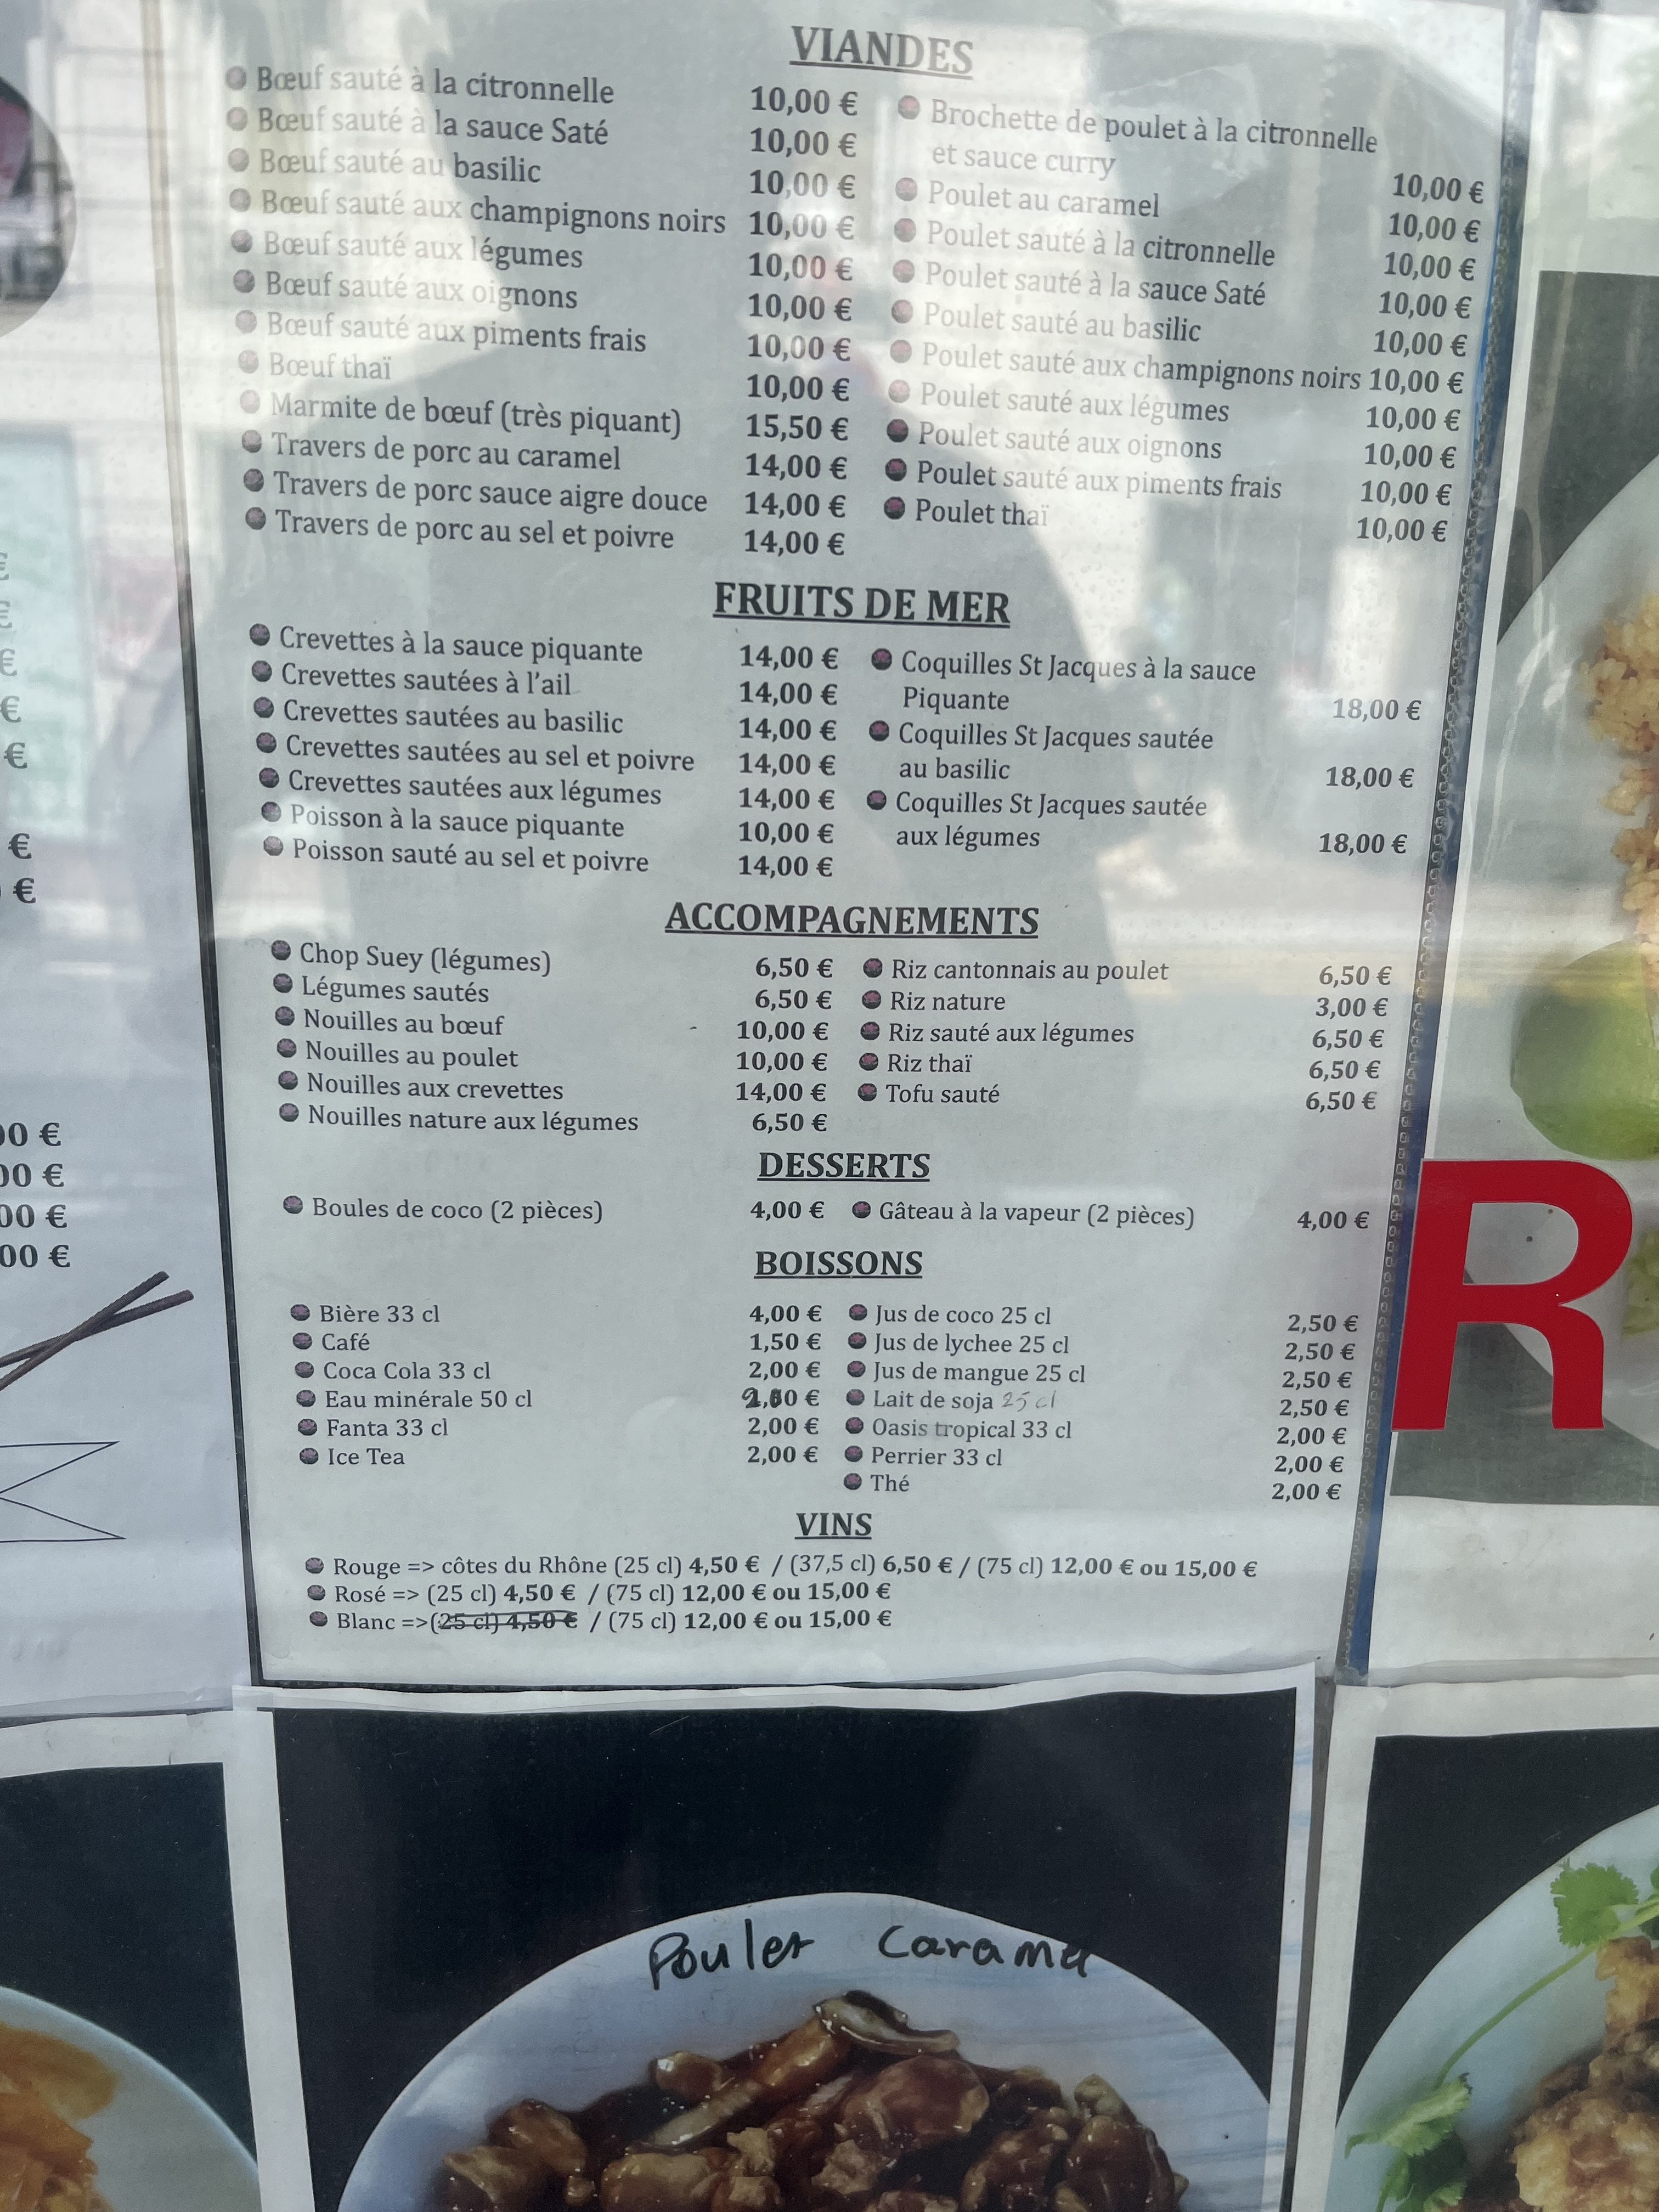 VIANDES
Bœuf sauté à la citronnelle 10,00 €
Bœuf sauté à la sauce Saté 10,00 €
Bœuf sauté au basilic 10,00 €
Bœuf sauté aux champignons noirs 10,00 €
Bœuf sauté aux légumes 10,00 €
Bœuf sauté aux oignons 10,00 €
Bœuf sauté aux piments frais 10,00 €
Bœuf thaï 10,00 €
Marmite de bœuf (très piquant) 15,50 €
Travers de porc au caramel 14,00 €
Travers de porc sauce aigre douce 14,00 €
Travers de porc au sel et poivre 14,00 €
Brochette de poulet à la citronnelle
et sauce curry 10,00 €
Poulet au caramel 10,00 €
Poulet sauté à la citronnelle 10,00 €
Poulet sauté à la sauce Saté 10,00 €
Poulet sauté au basilic 10,00 €
Poulet sauté aux champignons noirs 10,00 €
Poulet sauté aux légumes 10,00 €
Poulet sauté aux oignons 10,00 €
Poulet sauté aux piments frais 10,00 €
Poulet thaï 10,00 €
FRUITS DE MER
Crevettes à la sauce piquante 14,00 €
Crevettes sautées à l'ail 14,00 €
Crevettes sautées au basilic 14,00 €
Crevettes sautées au sel et poivre 14,00 €
Crevettes sautées aux légumes 14,00 €
Poisson à la sauce piquante 10,00 €
Poisson sauté au sel et poivre 14,00 €
Coquilles St Jacques à la sauce
Piquante 18,00 €
Coquilles St Jacques sautée
au basilic 18,00 €
Coquilles St Jacques sautée
aux légumes 18,00 €
ACCOMPAGNEMENTS
Chop Suey (légumes) 6,50 €
Légumes sautés 6,50 €
Nouilles au bœuf 10,00 €
Nouilles au poulet 10,00 €
Nouilles aux crevettes 14,00 €
Nouilles nature aux légumes 6,50 €
Riz cantonnais au poulet 6,50 €
Riz nature 3,00 €
Riz sauté aux légumes 6,50 €
Riz thaï 6,50 €
Tofu sauté 6,50 €
DESSERTS
Boules de coco (2 pièces) 4,00 €
Gâteau à la vapeur (2 pièces) 4,00 €
BOISSONS
Bière 33 cl 4,00 €
Café 1,50 €
Coca Cola 33 cl 2,00 €
Eau minérale 50 cl €
Fanta 33 cl 2,00 €
Ice Tea 2,00 €
Jus de coco 25 cl 2,50 €
Jus de lychee 25 cl 2,50 €
Jus de mangue 25 cl 2,50 €
Lait de soja 25 cl 2,50 €
Oasis tropical 33 cl 2,00 €
Perrier 33 cl 2,00 €
Thé 2,00 €
VINS
Rouge => côtes du Rhône (25 cl) 4,50 € / (37,5 cl) 6,50 € / (75 cl) 12,00 € ou 15,00 €
Rosé => (25 cl) 4,50 € / (75 cl) 12,00 € ou 15,00 €
Blanc =>(25 cl) 4,50 € / (75 cl) 12,00 € ou 15,00 €
R
Poulet Caramel